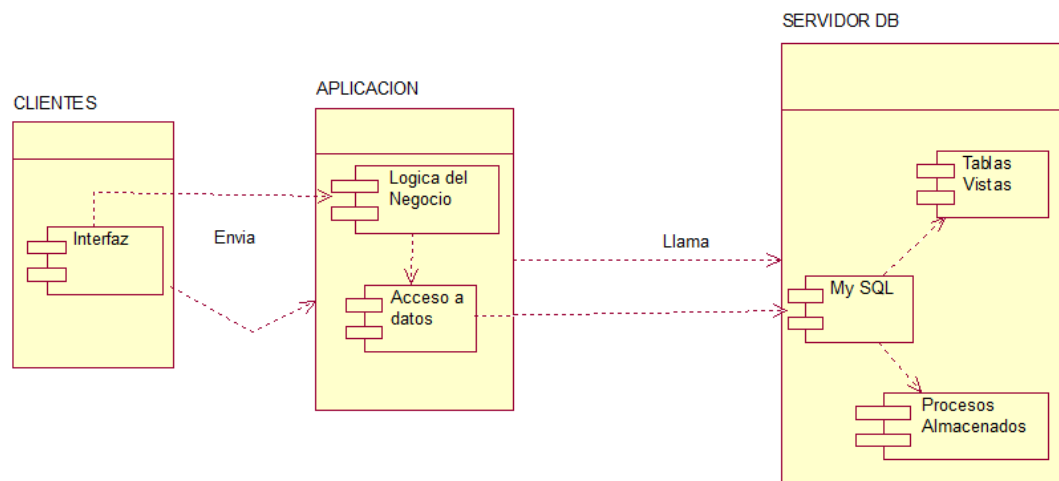 SERVIDOR DB
CLIENTES
APLICACION
Logica del
Negocio
Tablas
Vistas
Interfaz
Envia
Llama
Acceso a
datos
My SQL
Procesos
Almacenados